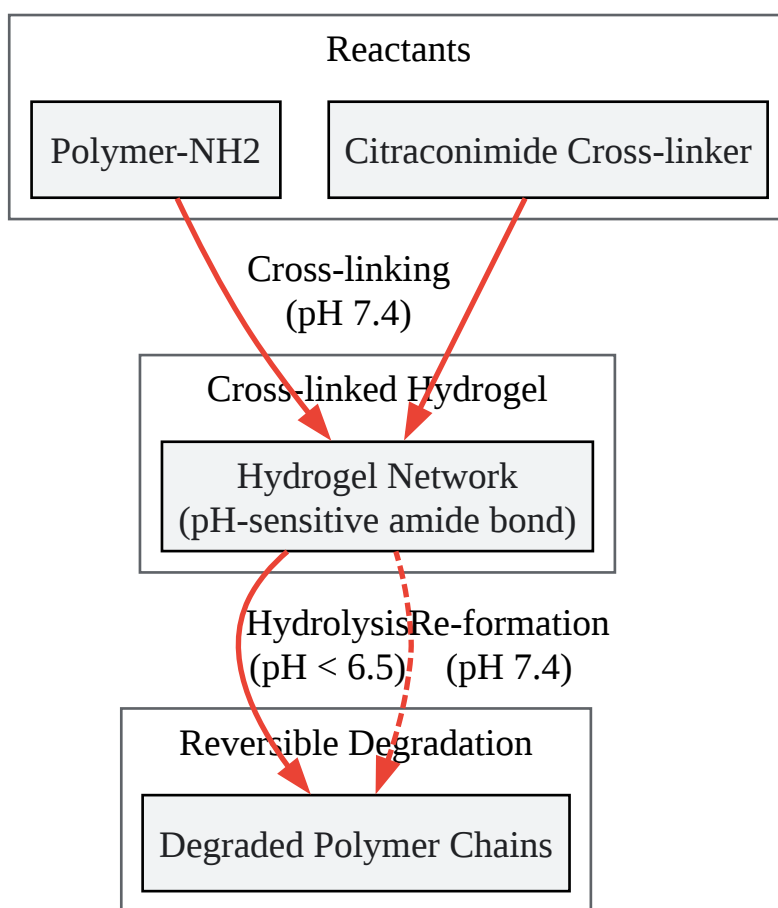 Reactants
Polymer-NH2
Citraconimide Cross-linker
Cross-linking
(pH 7.4)
Cross-linked Hydrogel
Hydrogel Network
(pH-sensitive amide bond)
Hydrolysis
(pH < 6.5)
Re-formation
(pH 7.4)
Reversible Degradation
Degraded Polymer Chains